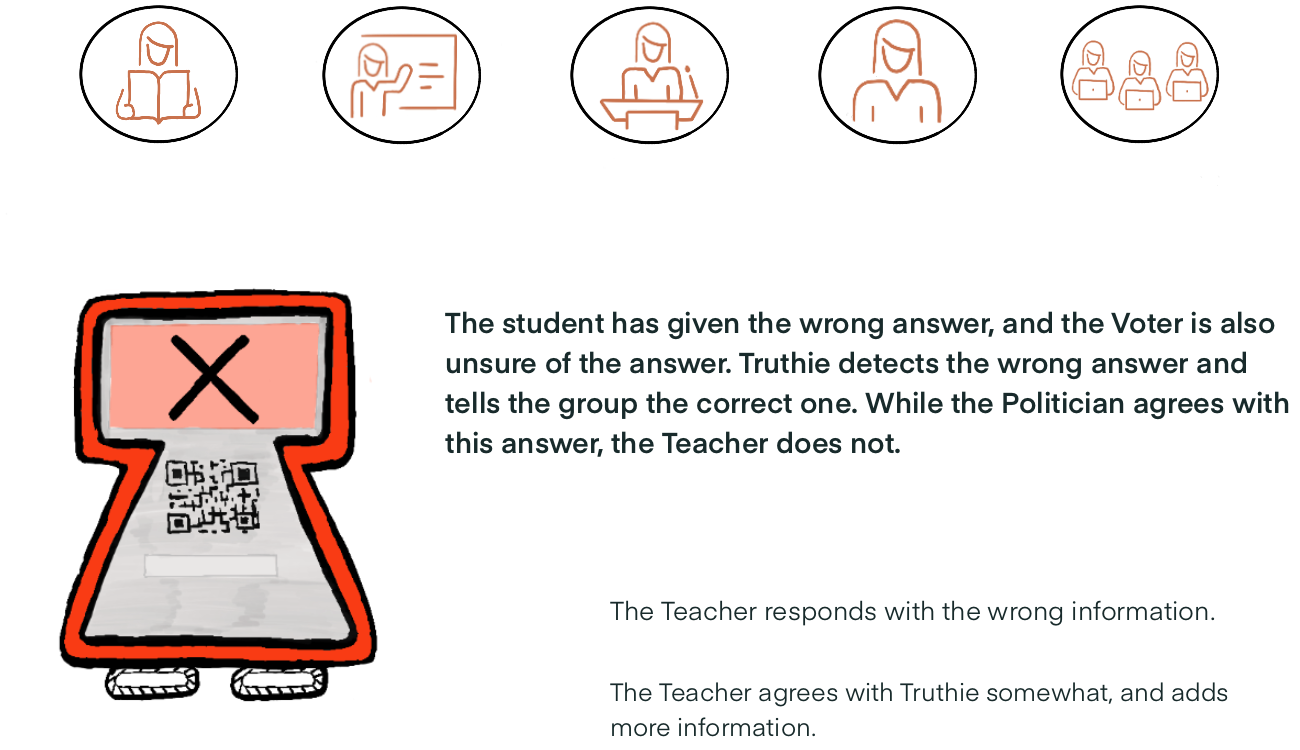 The student has given the wrong answer, and the Voter is also
unsure of the answer. Truthie detects the wrong answer and
tells the group the correct one. While the Politician agrees with
this answer, the Teacher does not.
The Teacher responds with the wrong information.
The Teacher agrees with Truthie somewhat, and adds
more information.